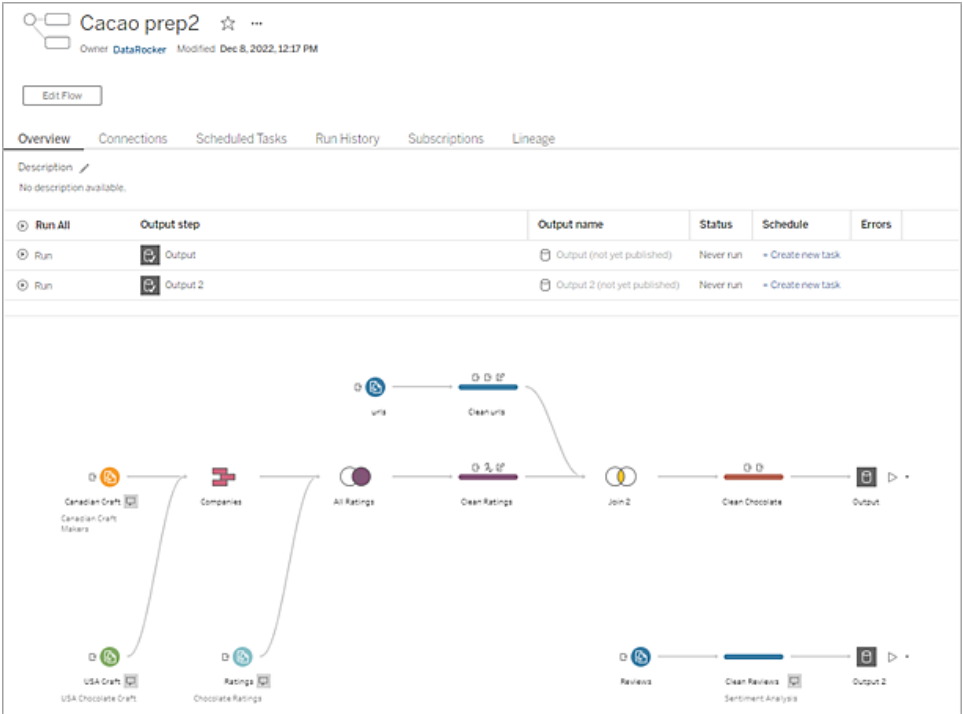 Cacao prep2
Owner DataRocker Modified Dec 8, 2022, 12:17 PM
Edit Flow
Overview Connections Scheduled Tasks Run History Subscriptions Lineage
Description
No description available.
Run All Output step Output name Status Schedule Errors
Run Output Output (not yet published) Never run + Create new task
Run Output 2 Output 2 (not yet published) Never run + Create new task
urls Clean urls
Canadian Craft Companies All Ratings Clean Ratings Join 2 Clean Chocolate Output
Canadian Craft
Makers
USA Craft Ratings Reviews Clean Reviews Output 2
USA Chocolate Craft Chocolate Ratings Sentiment Analysis